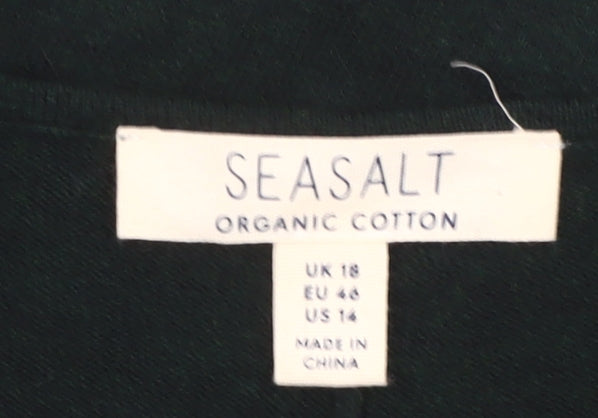 SEASALT
ORGANIC COTTON
UK 18
EU 46
US 14
MADE IN
CHINA